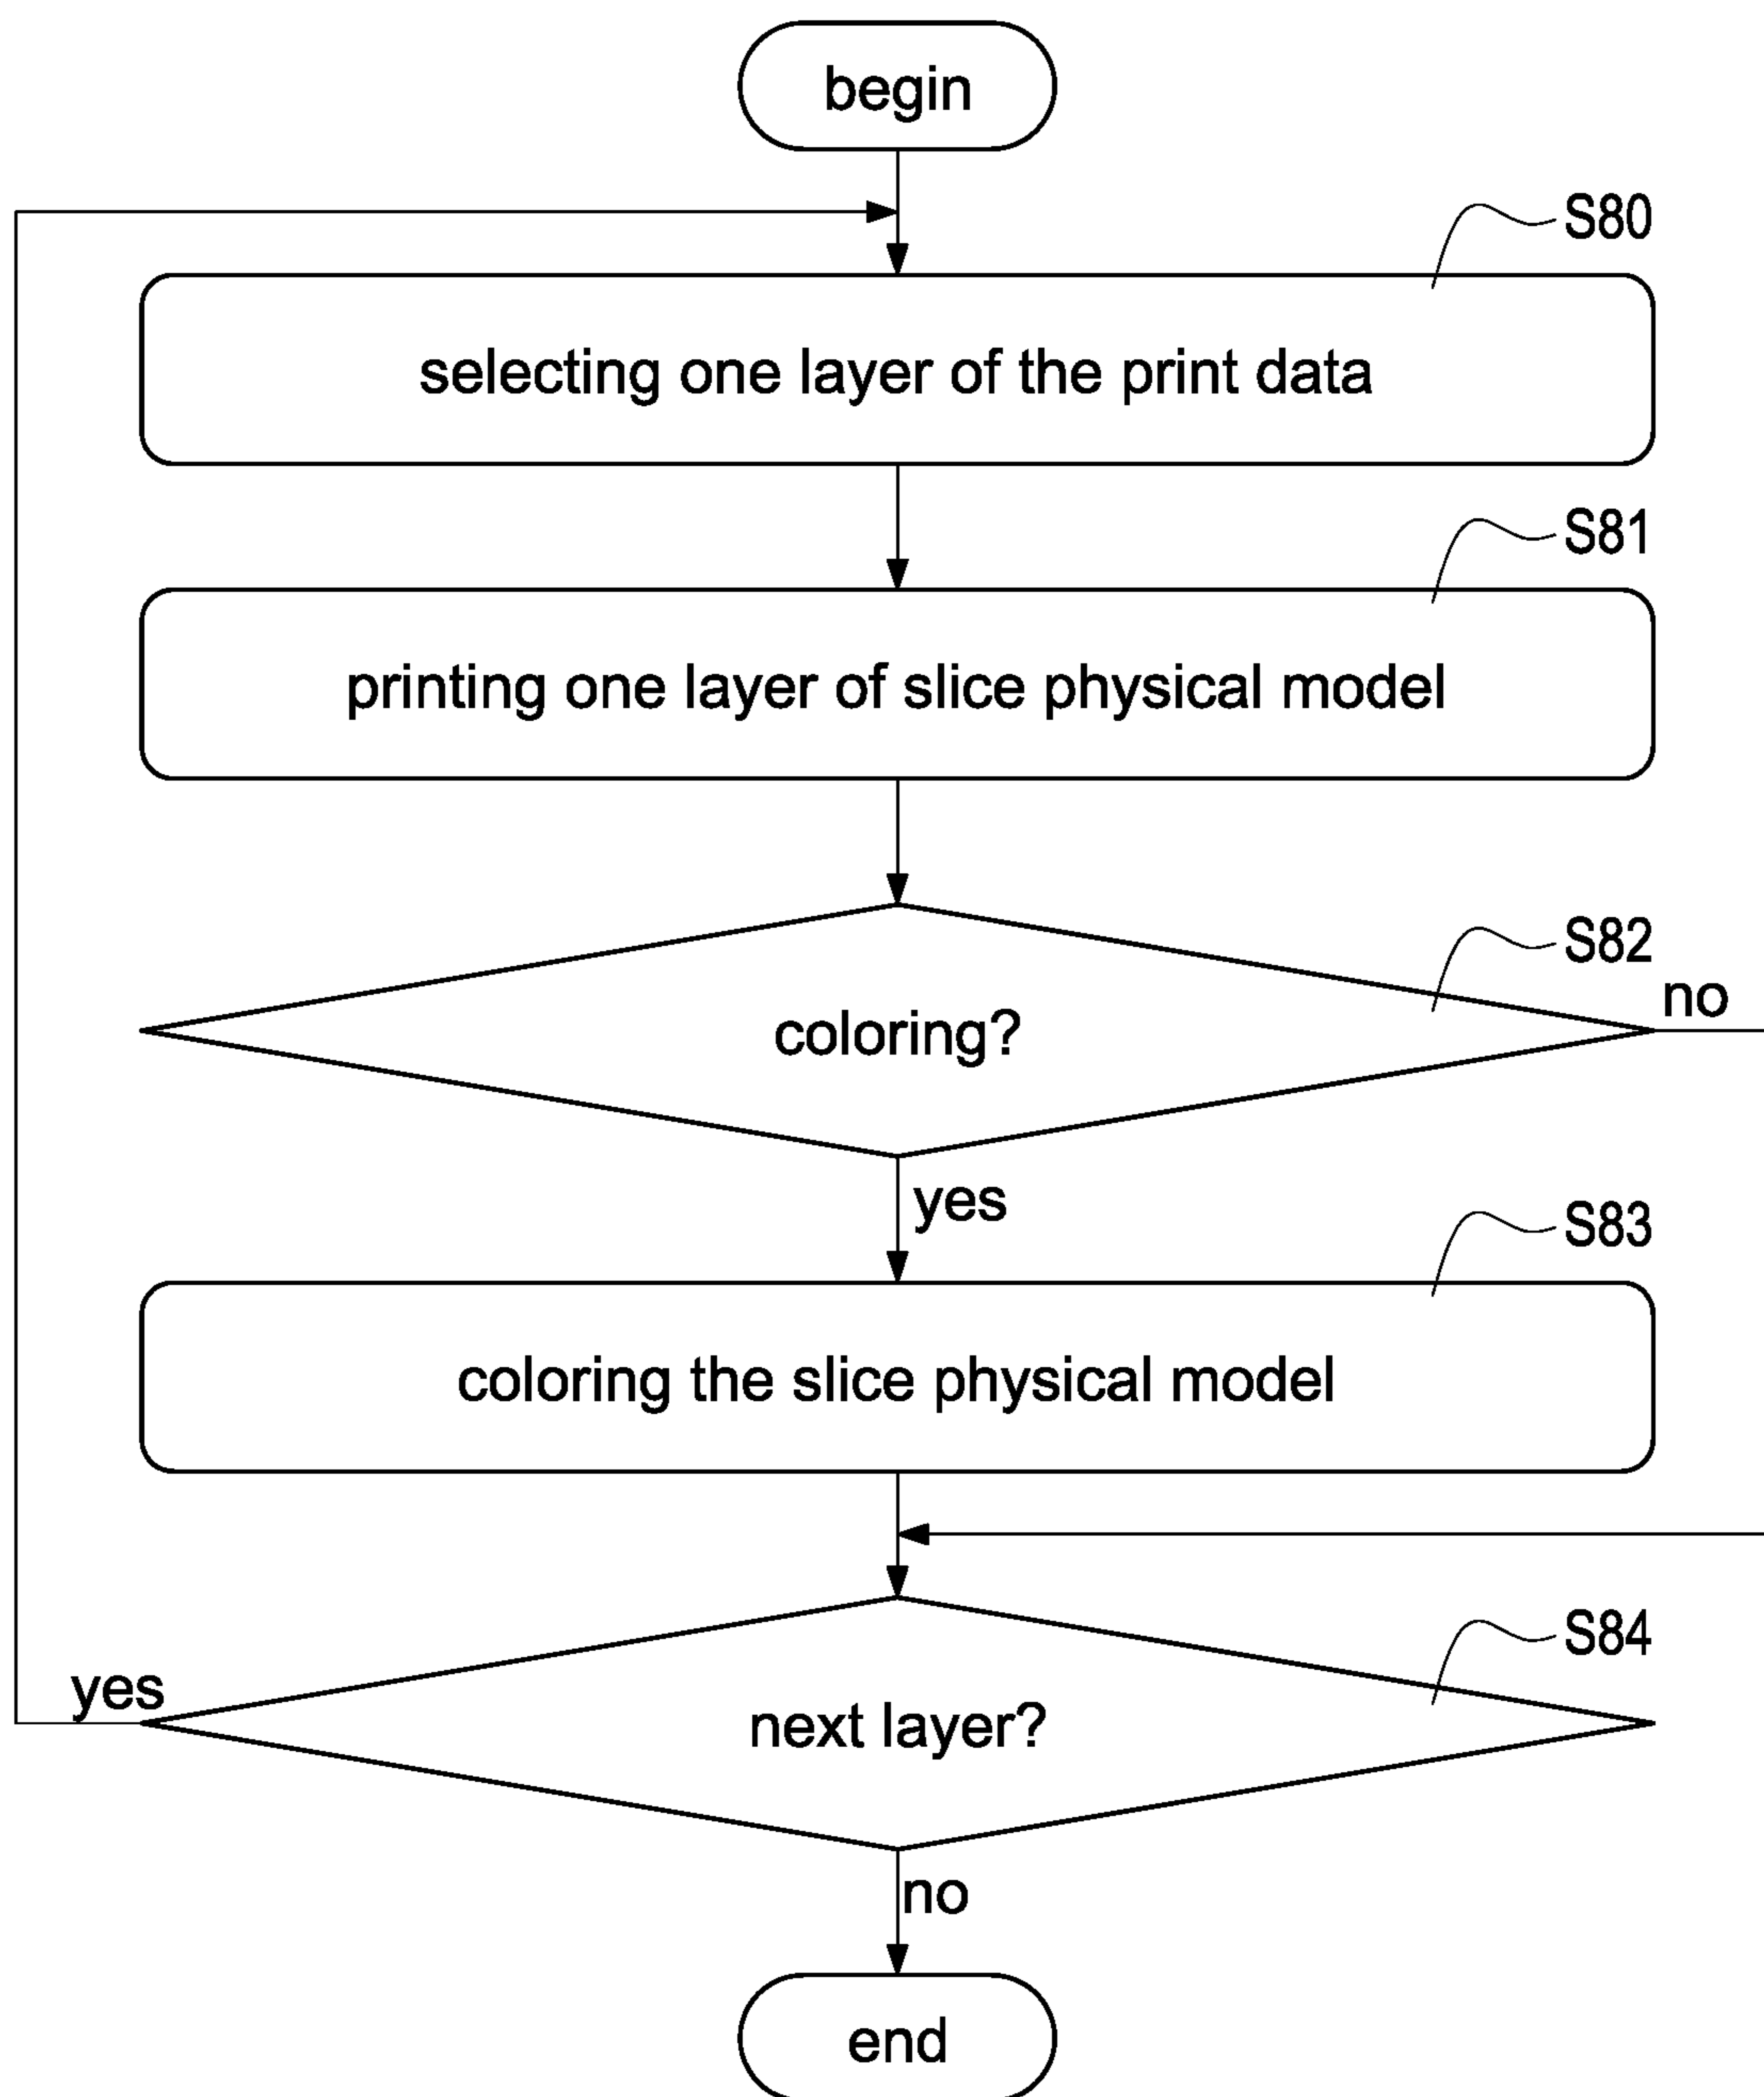 begin
S80
selecting one layer of the print data
S81
printing one layer of slice physical model
S82
no
coloring?
yes
S83
coloring the slice physical model
S84
yes
next layer?
no
end